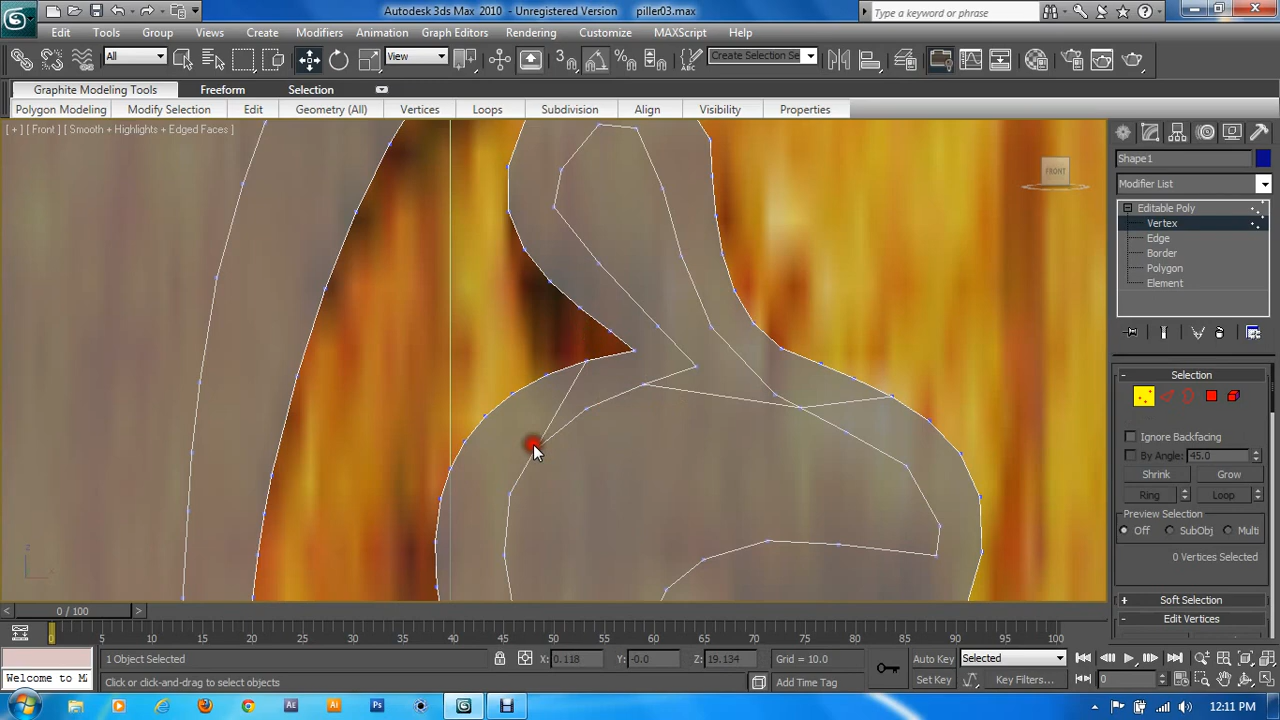 Autodesk 3ds Max 2010 - Unregistered Version piller03.max
Type a keyword or phrase
Edit Tools Group Views Create Modifiers Animation Graph Editors Rendering Customize MAXScript Help
All View 3 Create Selection Se
Graphite Modeling Tools Freeform Selection
Polygon Modeling Modify Selection Edit Geometry (All) Vertices Loops Subdivision Align Visibility Properties
[ + ] [ Front ] [ Smooth + Highlights + Edged Faces ]
FRONT
Shape1
Modifier List
Editable Poly
Vertex
Edge
Border
Polygon
Element
- Selection
Ignore Backfacing
By Angle: 45.0
Shrink Grow
Ring Loop
Preview Selection
Off SubObj Multi
0 Vertices Selected
+ Soft Selection
- Edit Vertices
< 0 / 100 >
0 5 10 15 20 25 30 35 40 45 50 55 60 65 70 75 80 85 90 95 100
1 Object Selected X: 0.118 Y: -0.0 Z: 19.134 Grid = 10.0 Auto Key Selected
Welcome to M Click or click-and-drag to select objects Add Time Tag Set Key Key Filters... 0
Ae Ai Ps 12:11 PM